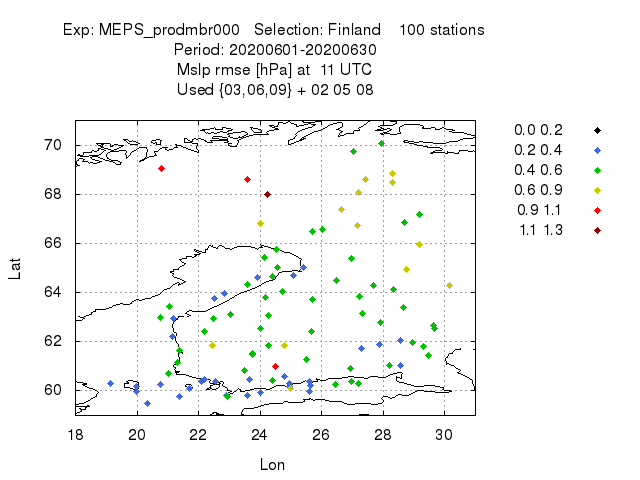 Exp: MEPS_prodmbr000 Selection: Finland 100 stations
Period: 20200601-20200630
Mslp rmse [hPa] at 11 UTC
Used {03,06,09} + 02 05 08
0.0 0.2
0.2 0.4
0.4 0.6
0.6 0.9
0.9 1.1
1.1 1.3
70
68
66
64
62
60
Lat
18 20 22 24 26 28 30
Lon